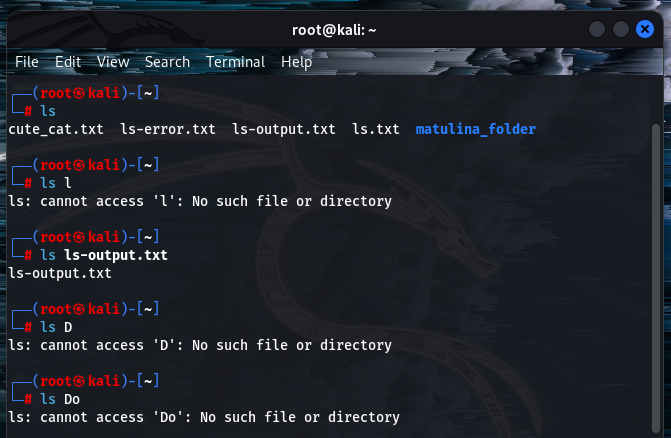 root@kali: ~
File Edit View Search Terminal Help
┌──(root㉿kali)-[~]
└─# ls
cute_cat.txt  ls-error.txt  ls-output.txt  ls.txt  matulina_folder
┌──(root㉿kali)-[~]
└─# ls l
ls: cannot access 'l': No such file or directory
┌──(root㉿kali)-[~]
└─# ls ls-output.txt
ls-output.txt
┌──(root㉿kali)-[~]
└─# ls D
ls: cannot access 'D': No such file or directory
┌──(root㉿kali)-[~]
└─# ls Do
ls: cannot access 'Do': No such file or directory